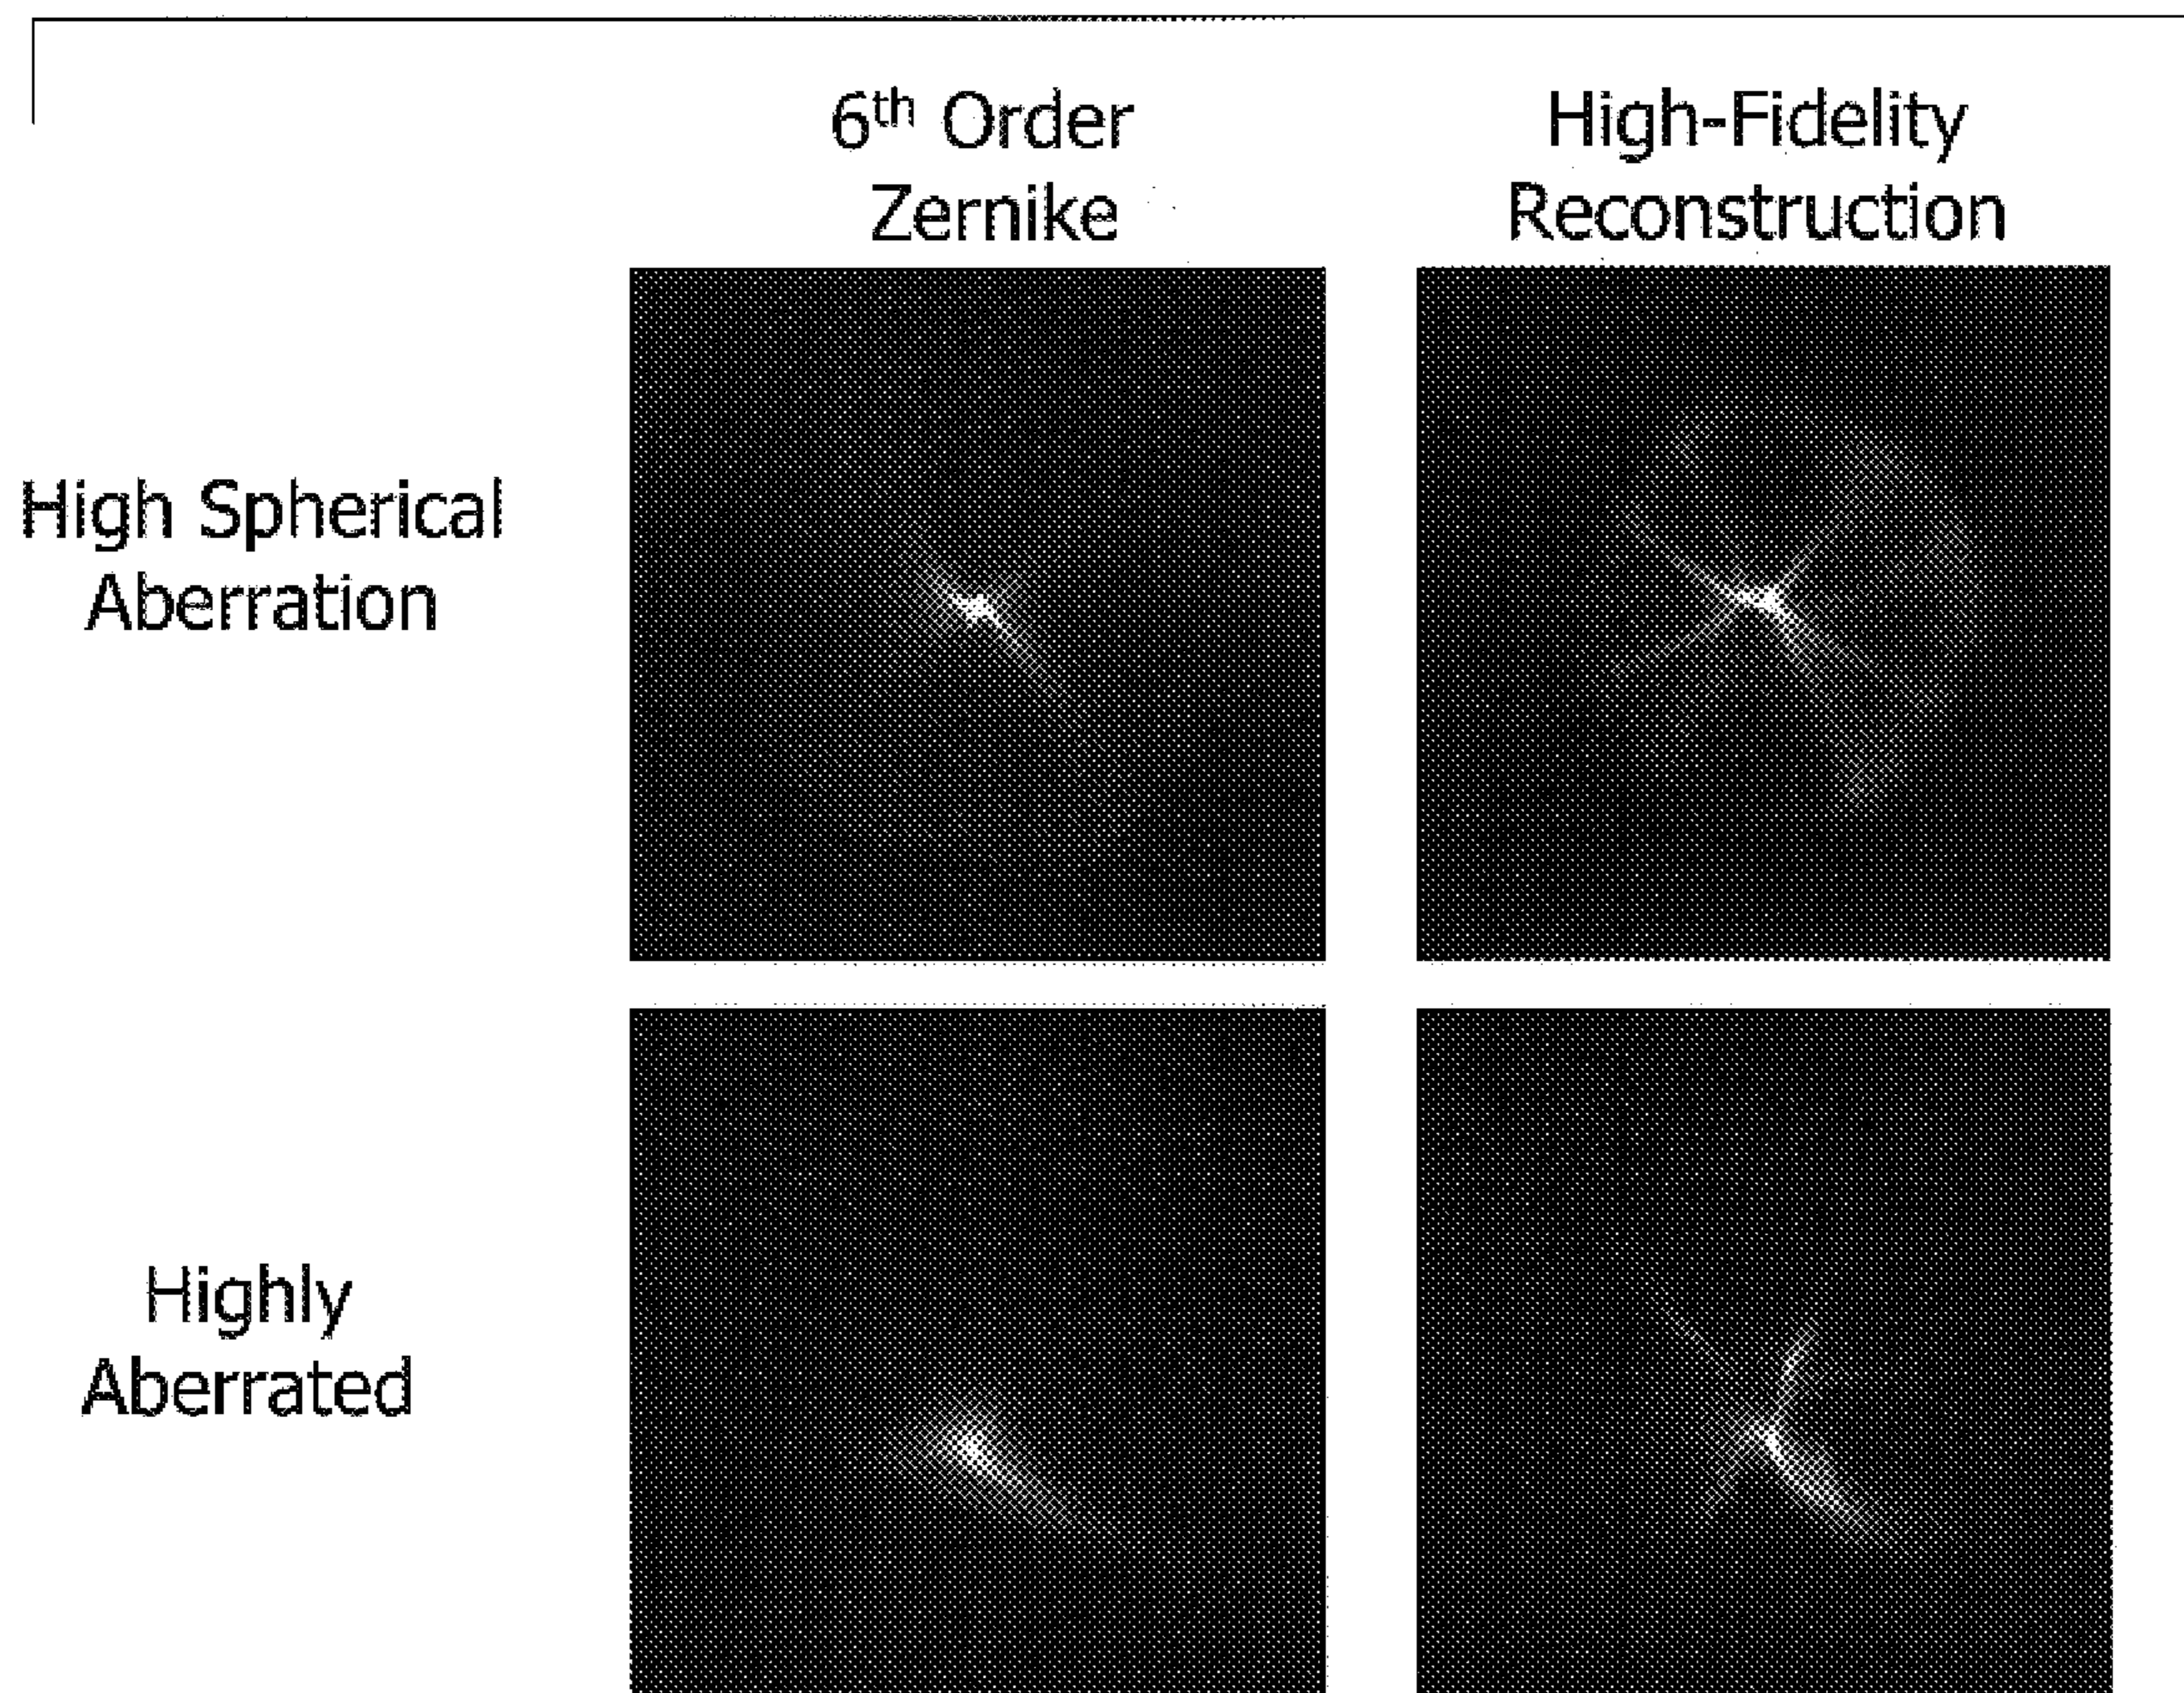 6th Order
Zernike
High-Fidelity
Reconstruction
High Spherical
Aberration
Highly
Aberrated